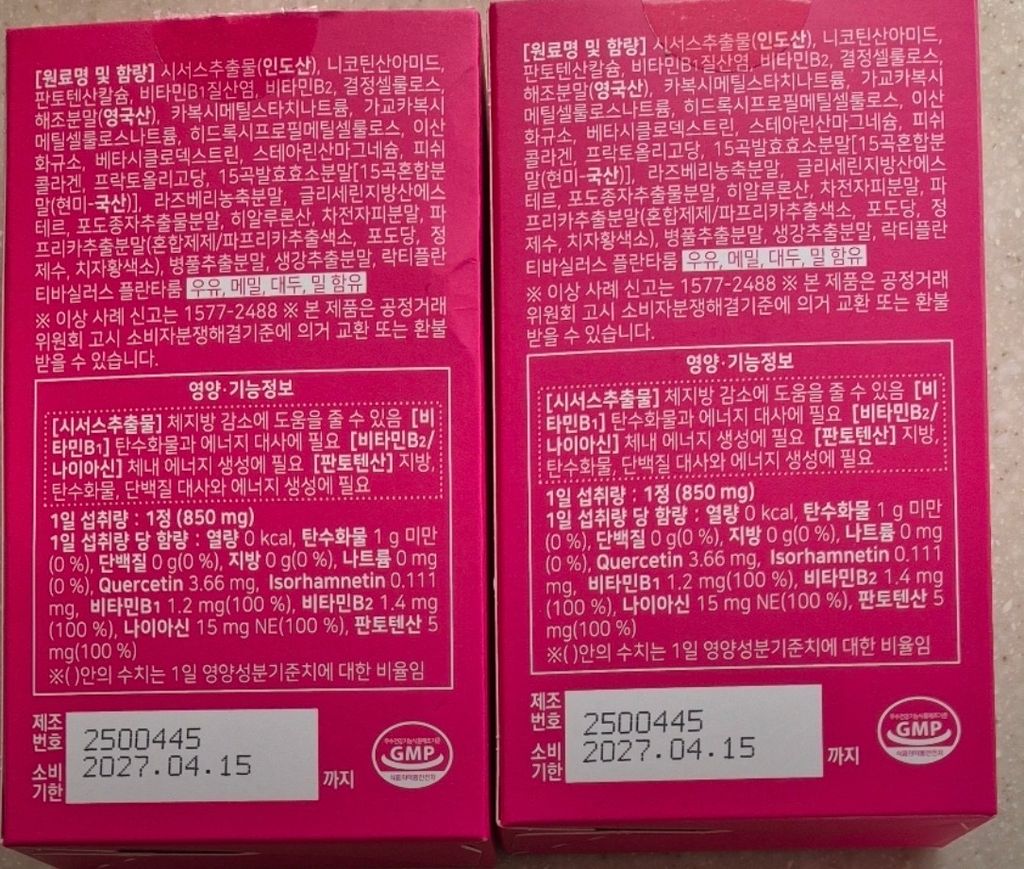 [원료명 및 함량] 시서스추출물(인도산), 니코틴산아미드,
판토텐산칼슘, 비타민B1질산염, 비타민B2, 결정셀룰로스,
해조분말(영국산), 카복시메틸스타치나트륨, 가교카복시
메틸셀룰로스나트륨, 히드록시프로필메틸셀룰로스, 이산
화규소, 베타시클로덱스트린, 스테아린산마그네슘, 피쉬
콜라겐, 프락토올리고당, 15곡발효효소분말[15곡혼합분
말(현미-국산)], 라즈베리농축분말, 글리세린지방산에스
테르, 포도종자추출물분말, 히알루론산, 차전자피분말, 파
프리카추출분말(혼합제제/파프리카추출색소, 포도당, 정
제수, 치자황색소), 병풀추출분말, 생강추출분말, 락티플란
티바실러스 플란타룸 우유, 메밀, 대두, 밀 함유
※ 이상 사례 신고는 1577-2488 ※ 본 제품은 공정거래
위원회 고시 소비자분쟁해결기준에 의거 교환 또는 환불
받을 수 있습니다.
영양·기능정보
[시서스추출물] 체지방 감소에 도움을 줄 수 있음 [비
타민B1] 탄수화물과 에너지 대사에 필요 [비타민B2/
나이아신] 체내 에너지 생성에 필요 [판토텐산] 지방,
탄수화물, 단백질 대사와 에너지 생성에 필요
1일 섭취량 : 1정 (850 mg)
1일 섭취량 당 함량 : 열량 0 kcal, 탄수화물 1 g 미만
(0 %), 단백질 0 g(0 %), 지방 0 g(0 %), 나트륨 0 mg
(0 %), Quercetin 3.66 mg, Isorhamnetin 0.111
mg, 비타민B1 1.2 mg(100 %), 비타민B2 1.4 mg
(100 %), 나이아신 15 mg NE(100 %), 판토텐산 5
mg(100 %)
※( )안의 수치는 1일 영양성분기준치에 대한 비율임
제조
번호 2500445
소비
기한 2027.04.15 까지
우수건강기능식품제조기준
GMP
식품의약품안전처
[원료명 및 함량] 시서스추출물(인도산), 니코틴산아미드,
판토텐산칼슘, 비타민B1질산염, 비타민B2, 결정셀룰로스,
해조분말(영국산), 카복시메틸스타치나트륨, 가교카복시
메틸셀룰로스나트륨, 히드록시프로필메틸셀룰로스, 이산
화규소, 베타시클로덱스트린, 스테아린산마그네슘, 피쉬
콜라겐, 프락토올리고당, 15곡발효효소분말[15곡혼합분
말(현미-국산)], 라즈베리농축분말, 글리세린지방산에스
테르, 포도종자추출물분말, 히알루론산, 차전자피분말, 파
프리카추출분말(혼합제제/파프리카추출색소, 포도당, 정
제수, 치자황색소), 병풀추출분말, 생강추출분말, 락티플란
티바실러스 플란타룸 우유, 메밀, 대두, 밀 함유
※ 이상 사례 신고는 1577-2488 ※ 본 제품은 공정거래
위원회 고시 소비자분쟁해결기준에 의거 교환 또는 환불
받을 수 있습니다.
영양·기능정보
[시서스추출물] 체지방 감소에 도움을 줄 수 있음 [비
타민B1] 탄수화물과 에너지 대사에 필요 [비타민B2/
나이아신] 체내 에너지 생성에 필요 [판토텐산] 지방,
탄수화물, 단백질 대사와 에너지 생성에 필요
1일 섭취량 : 1정 (850 mg)
1일 섭취량 당 함량 : 열량 0 kcal, 탄수화물 1 g 미만
(0 %), 단백질 0 g(0 %), 지방 0 g(0 %), 나트륨 0 mg
(0 %), Quercetin 3.66 mg, Isorhamnetin 0.111
mg, 비타민B1 1.2 mg(100 %), 비타민B2 1.4 mg
(100 %), 나이아신 15 mg NE(100 %), 판토텐산 5
mg(100 %)
※( )안의 수치는 1일 영양성분기준치에 대한 비율임
제조
번호 2500445
소비
기한 2027.04.15 까지
우수건강기능식품제조기준
GMP
식품의약품안전처